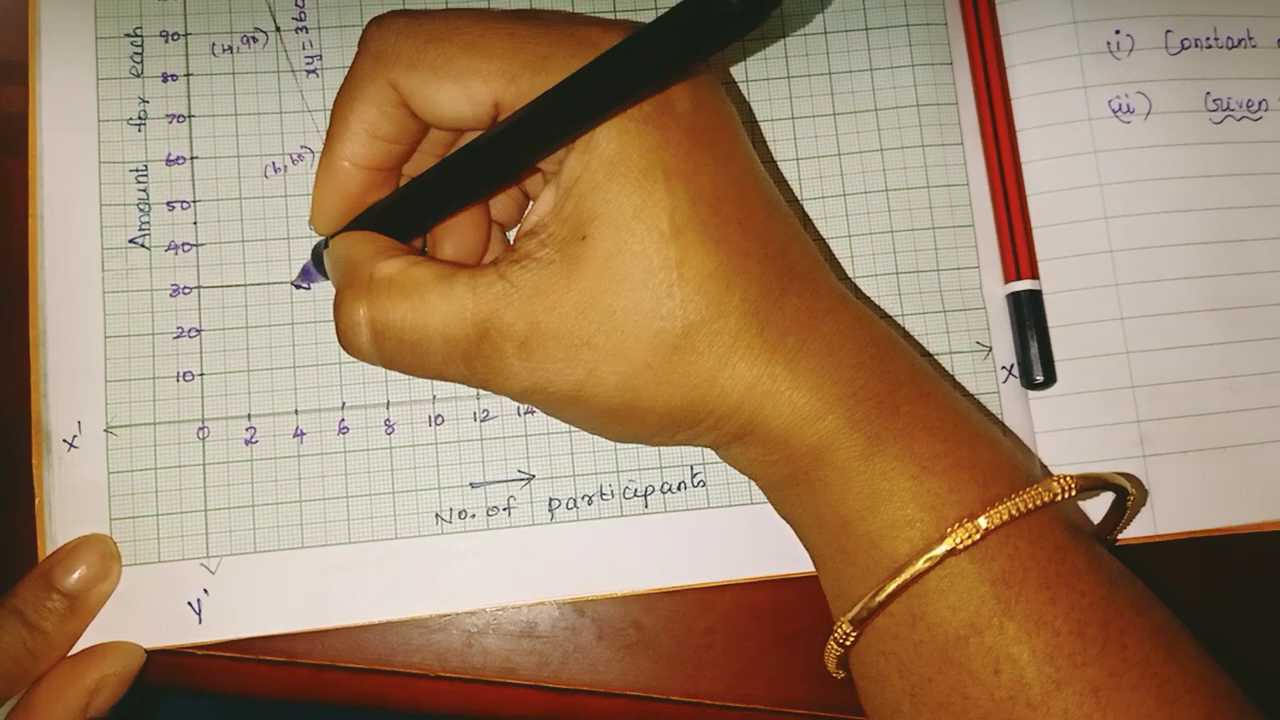 Amount for each
90
80
70
60
50
40
30
20
10
(4,90)
xy=360
(6,60)
0 2 4 6 8 10 12 14
X
X'
No. of participants
Y'
(i) Constant
(ii) Given